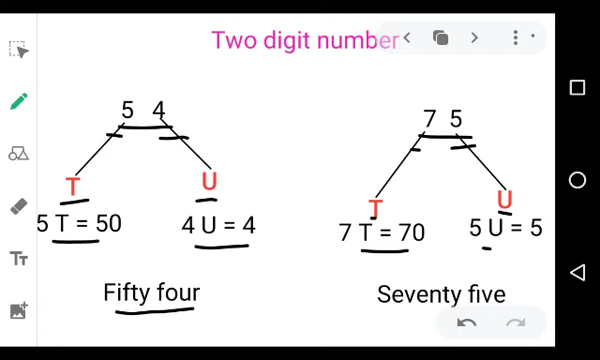 Two digit number
5 4
7 5
T
U
T
U
5 T = 50
4 U = 4
7 T = 70
5 U = 5
Fifty four
Seventy five
Tт